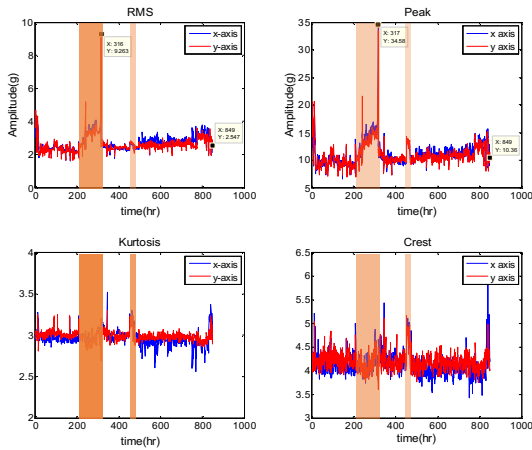 RMS
Amplitude(g)
10
8
6
4
2
0
0 200 400 600 800 1000
time(hr)
x-axis
y-axis
X: 316
Y: 9.263
X: 849
Y: 2.547
Peak
Amplitude(g)
35
30
25
20
15
10
5
0 200 400 600 800 1000
time(hr)
x axis
y axis
X: 317
Y: 34.58
X: 849
Y: 10.36
Kurtosis
4
3
3
2
2
0 200 400 600 800 1000
time(hr)
x-axis
y-axis
Crest
6.5
6
5.5
5
4.5
4
3.5
3
0 200 400 600 800 1000
time(hr)
x axis
y axis